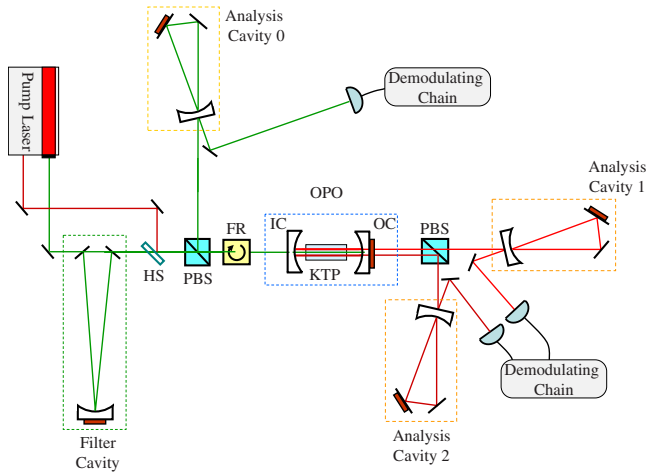 Analysis
Cavity 0
Pump Laser
Demodulating
Chain
Analysis
Cavity 1
OPO
FR
IC
OC
PBS
KTP
HS
PBS
Demodulating
Chain
Filter
Cavity
Analysis
Cavity 2